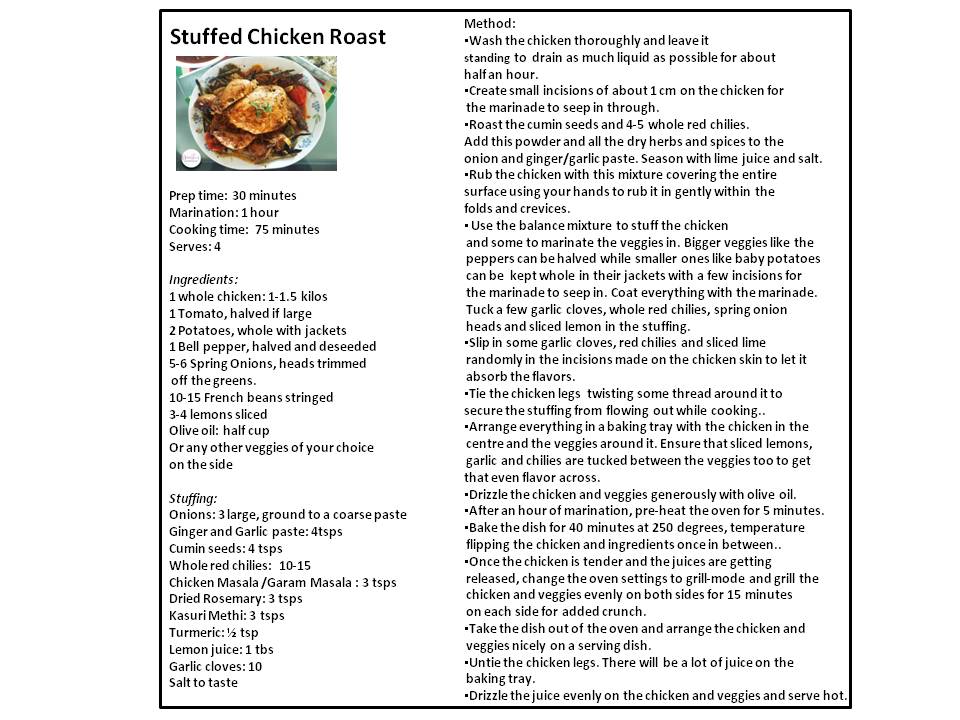 Stuffed Chicken Roast
Prep time: 30 minutes
Marination: 1 hour
Cooking time: 75 minutes
Serves: 4
Ingredients:
1 whole chicken: 1-1.5 kilos
1 Tomato, halved if large
2 Potatoes, whole with jackets
1 Bell pepper, halved and deseeded
5-6 Spring Onions, heads trimmed
off the greens.
10-15 French beans stringed
3-4 lemons sliced
Olive oil: half cup
Or any other veggies of your choice
on the side
Stuffing:
Onions: 3 large, ground to a coarse paste
Ginger and Garlic paste: 4tsps
Cumin seeds: 4 tsps
Whole red chilies: 10-15
Chicken Masala /Garam Masala : 3 tsps
Dried Rosemary: 3 tsps
Kasuri Methi: 3 tsps
Turmeric: ½ tsp
Lemon juice: 1 tbs
Garlic cloves: 10
Salt to taste
Method:
▪Wash the chicken thoroughly and leave it
standing to drain as much liquid as possible for about
half an hour.
▪Create small incisions of about 1 cm on the chicken for
the marinade to seep in through.
▪Roast the cumin seeds and 4-5 whole red chilies.
Add this powder and all the dry herbs and spices to the
onion and ginger/garlic paste. Season with lime juice and salt.
▪Rub the chicken with this mixture covering the entire
surface using your hands to rub it in gently within the
folds and crevices.
▪ Use the balance mixture to stuff the chicken
and some to marinate the veggies in. Bigger veggies like the
peppers can be halved while smaller ones like baby potatoes
can be kept whole in their jackets with a few incisions for
the marinade to seep in. Coat everything with the marinade.
Tuck a few garlic cloves, whole red chilies, spring onion
heads and sliced lemon in the stuffing.
▪Slip in some garlic cloves, red chilies and sliced lime
randomly in the incisions made on the chicken skin to let it
absorb the flavors.
▪Tie the chicken legs twisting some thread around it to
secure the stuffing from flowing out while cooking..
▪Arrange everything in a baking tray with the chicken in the
centre and the veggies around it. Ensure that sliced lemons,
garlic and chilies are tucked between the veggies too to get
that even flavor across.
▪Drizzle the chicken and veggies generously with olive oil.
▪After an hour of marination, pre-heat the oven for 5 minutes.
▪Bake the dish for 40 minutes at 250 degrees, temperature
flipping the chicken and ingredients once in between..
▪Once the chicken is tender and the juices are getting
released, change the oven settings to grill-mode and grill the
chicken and veggies evenly on both sides for 15 minutes
on each side for added crunch.
▪Take the dish out of the oven and arrange the chicken and
veggies nicely on a serving dish.
▪Untie the chicken legs. There will be a lot of juice on the
baking tray.
▪Drizzle the juice evenly on the chicken and veggies and serve hot.